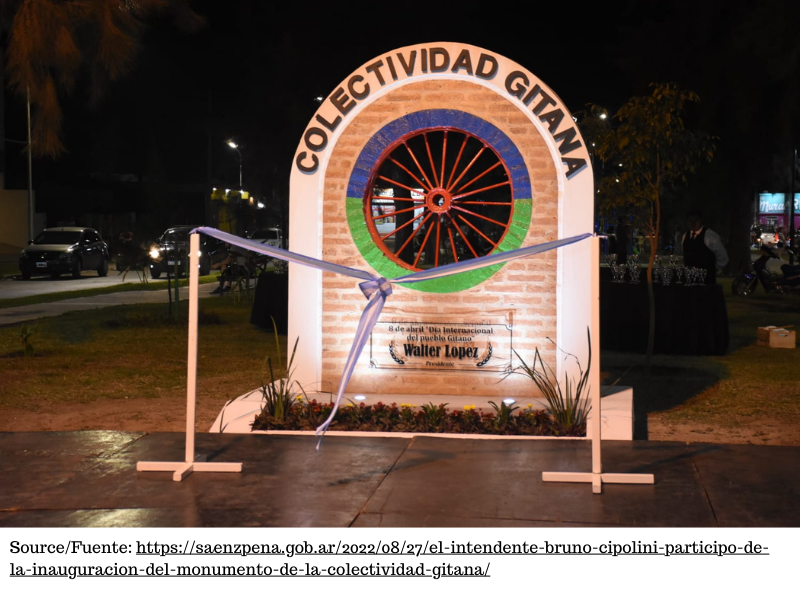 COLECTIVIDAD GITANA
8 de abril "Día Internacional
del pueblo Gitano"
Walter Lopez
Presidente
Source/Fuente: https://saenzpena.gob.ar/2022/08/27/el-intendente-bruno-cipolini-participo-de-
la-inauguracion-del-monumento-de-la-colectividad-gitana/